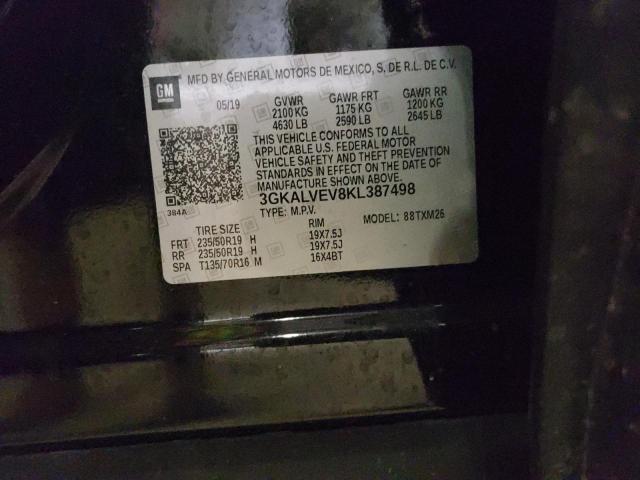 MFD BY GENERAL MOTORS DE MEXICO, S. DE R.L. DE C.V.
GM
05/19 GVWR GAWR FRT GAWR RR
2100 KG 1175 KG 1200 KG
4630 LB 2590 LB 2645 LB
THIS VEHICLE CONFORMS TO ALL
APPLICABLE U.S. FEDERAL MOTOR
VEHICLE SAFETY AND THEFT PREVENTION
STANDARDS IN EFFECT ON THE DATE OF
MANUFACTURE SHOWN ABOVE.
384A
3GKALVEV8KL387498
TYPE: M.P.V. MODEL: 88TXM26
TIRE SIZE RIM
FRT 235/50R19 H 19X7.5J
RR 235/50R19 H 19X7.5J
SPA T135/70R16 M 16X4BT